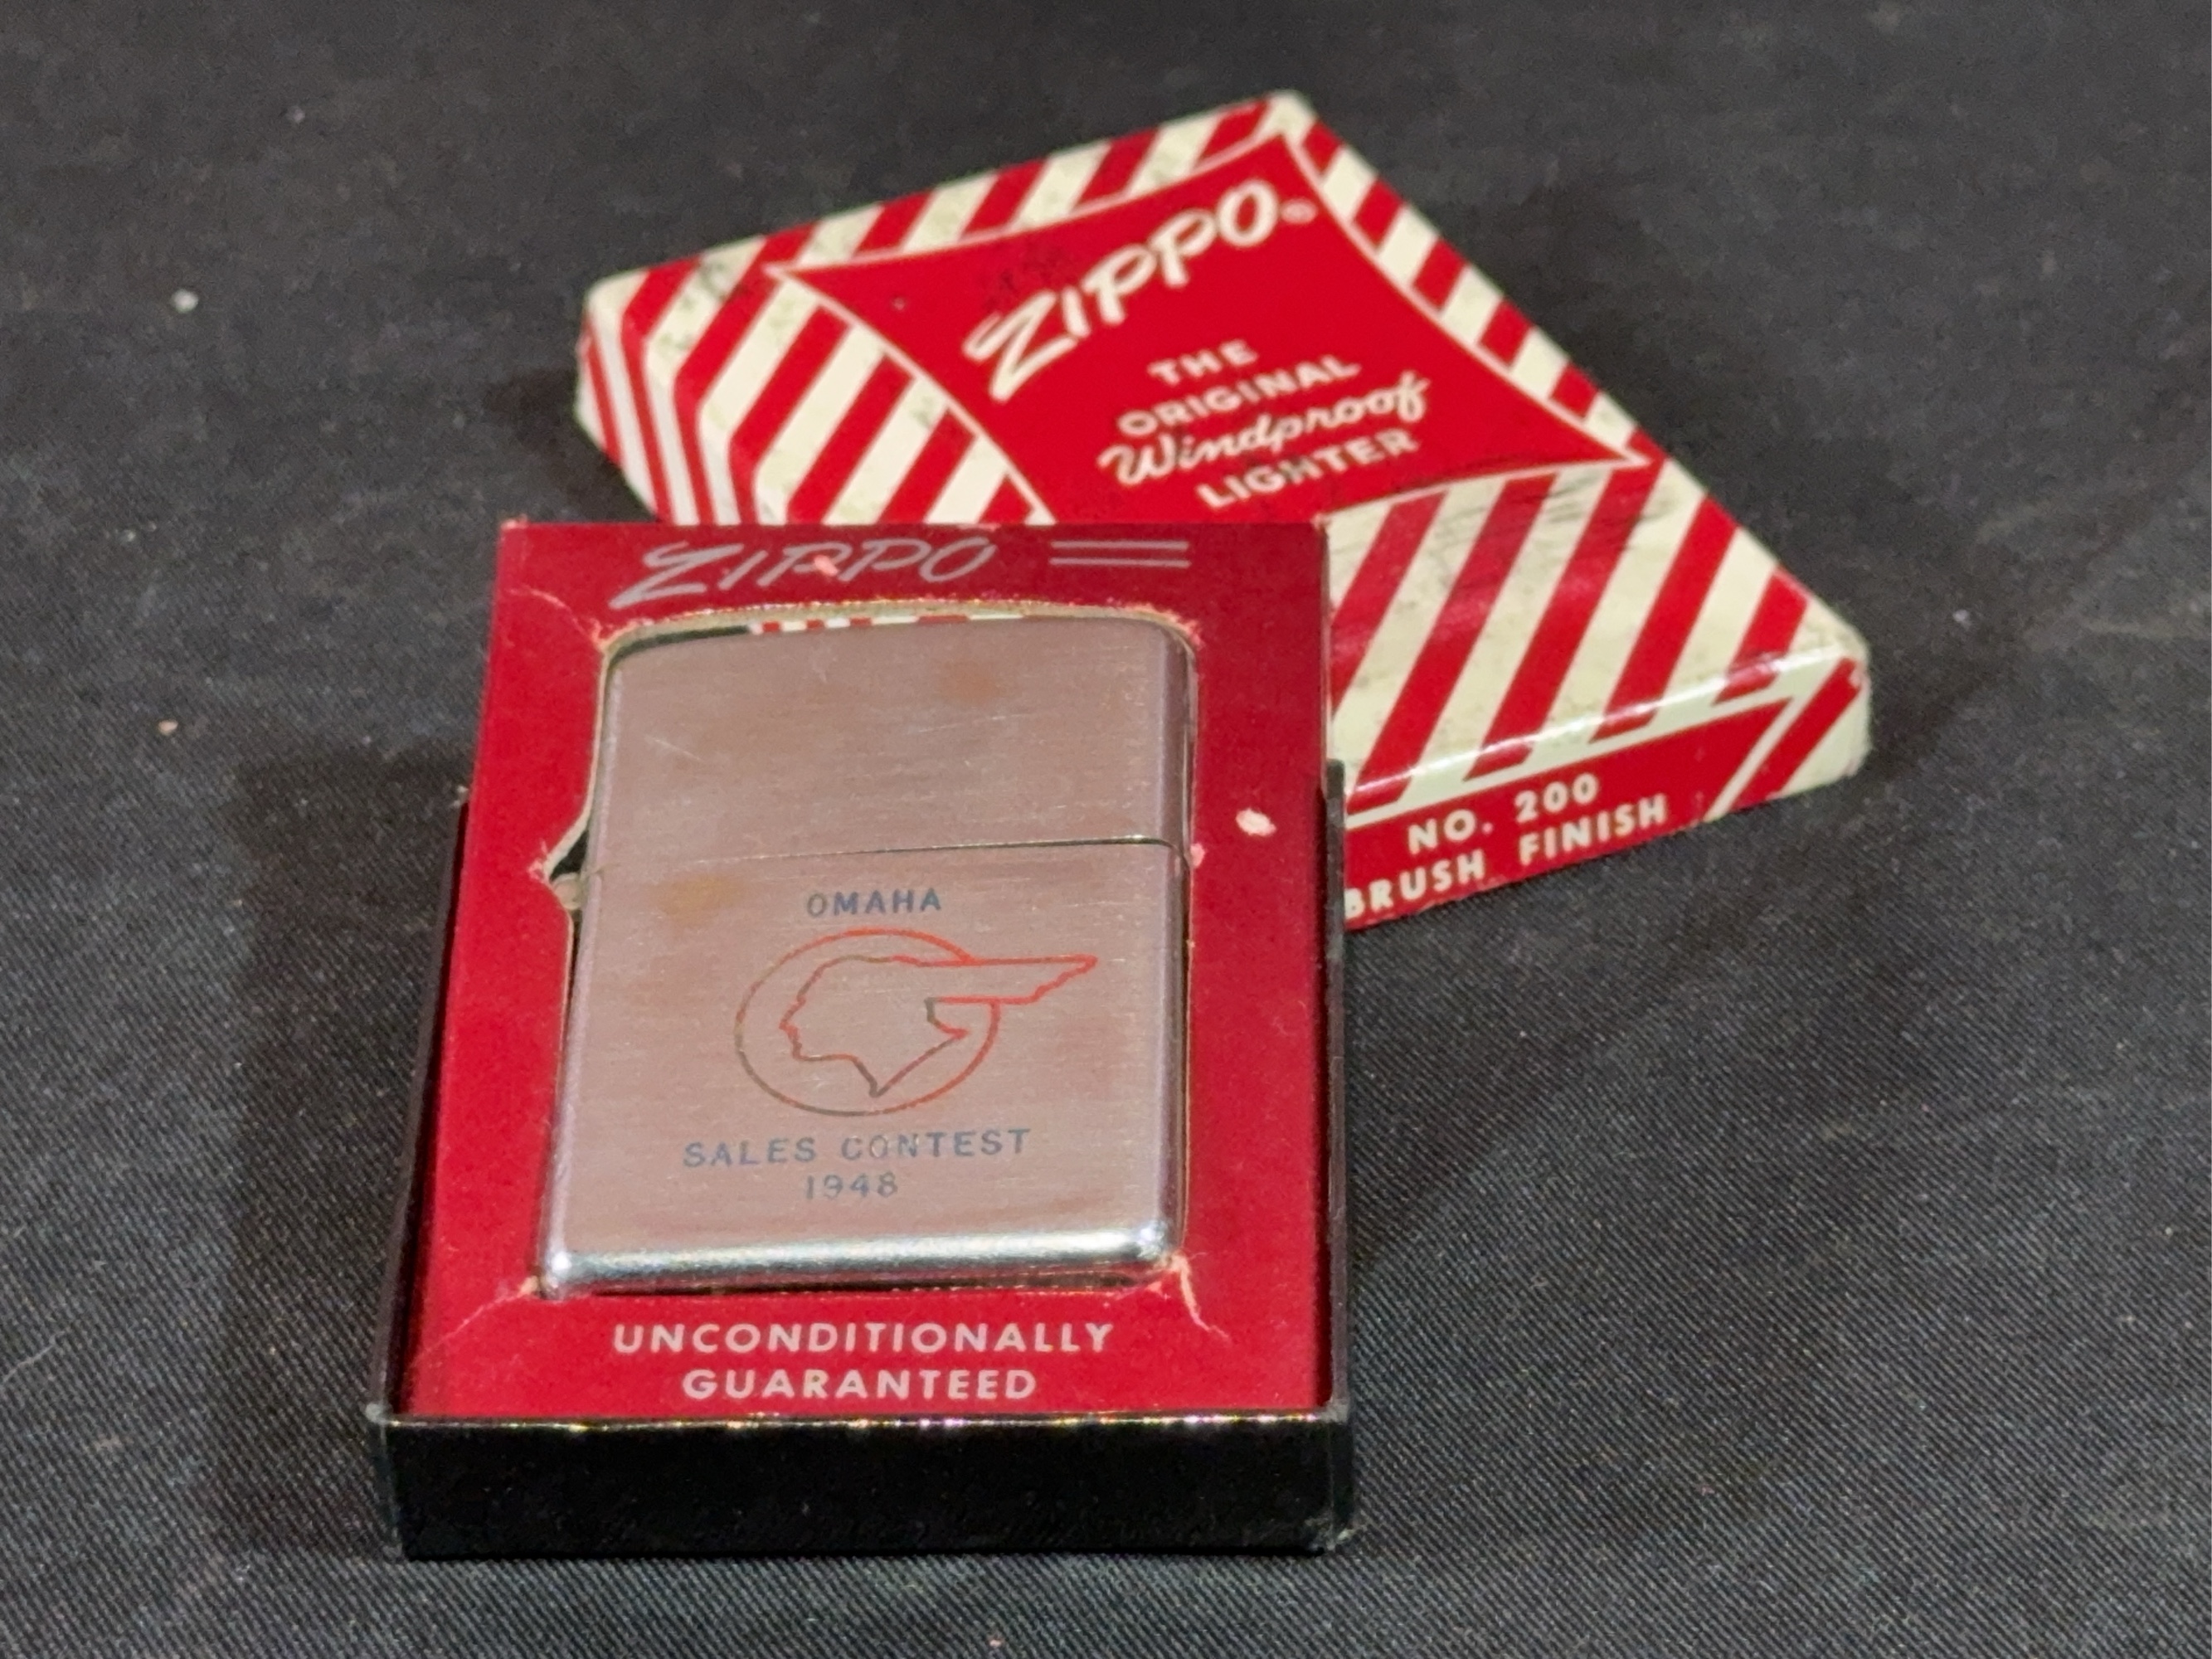 ZIPPO®
THE
ORIGINAL
Windproof
LIGHTER
NO. 200
BRUSH FINISH
ZIPPO
OMAHA
SALES CONTEST
1948
UNCONDITIONALLY
GUARANTEED